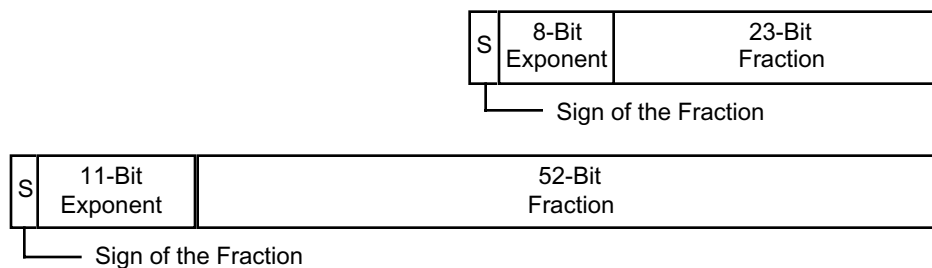 S
8-Bit
Exponent
23-Bit
Fraction
Sign of the Fraction
S
11-Bit
Exponent
52-Bit
Fraction
Sign of the Fraction